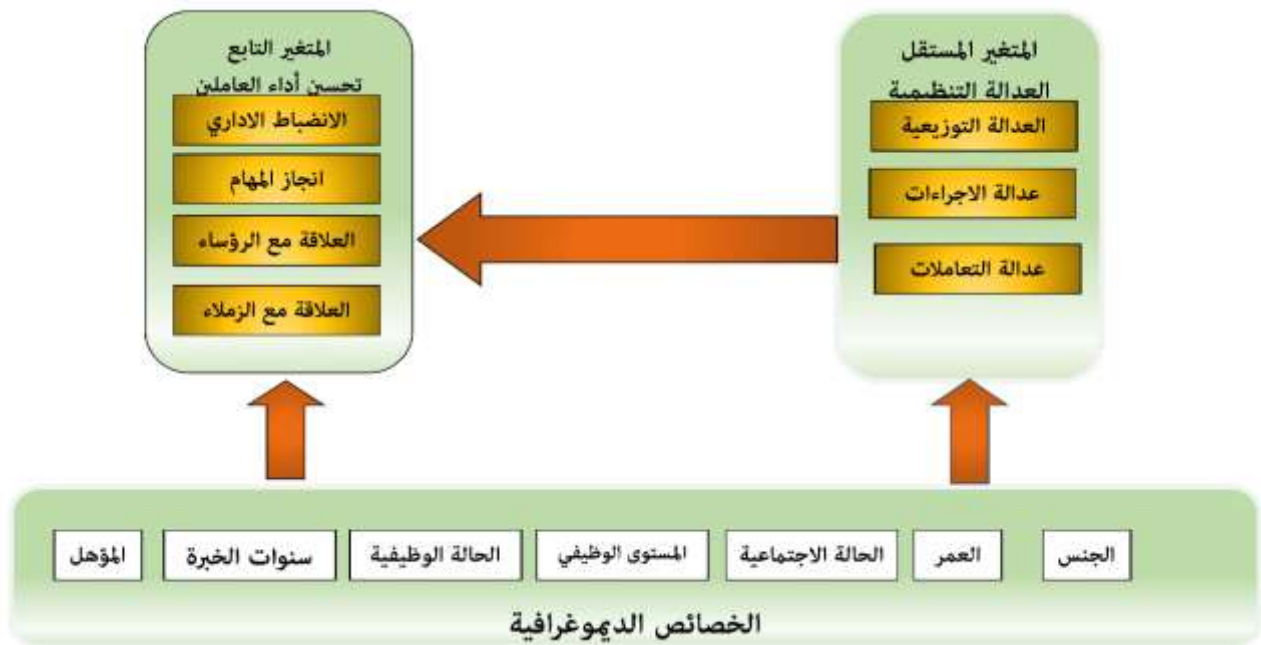 المتغير المستقل
العدالة التنظيمية
العدالة التوزيعية
عدالة الاجراءات
عدالة التعاملات
المتغير التابع
تحسين أداء العاملين
الانضباط الاداري
انجاز المهام
العلاقة مع الرؤساء
العلاقة مع الزملاء
الجنس
العمر
الحالة الاجتماعية
المستوى الوظيفي
الحالة الوظيفية
سنوات الخبرة
المؤهل
الخصائص الديموغرافية